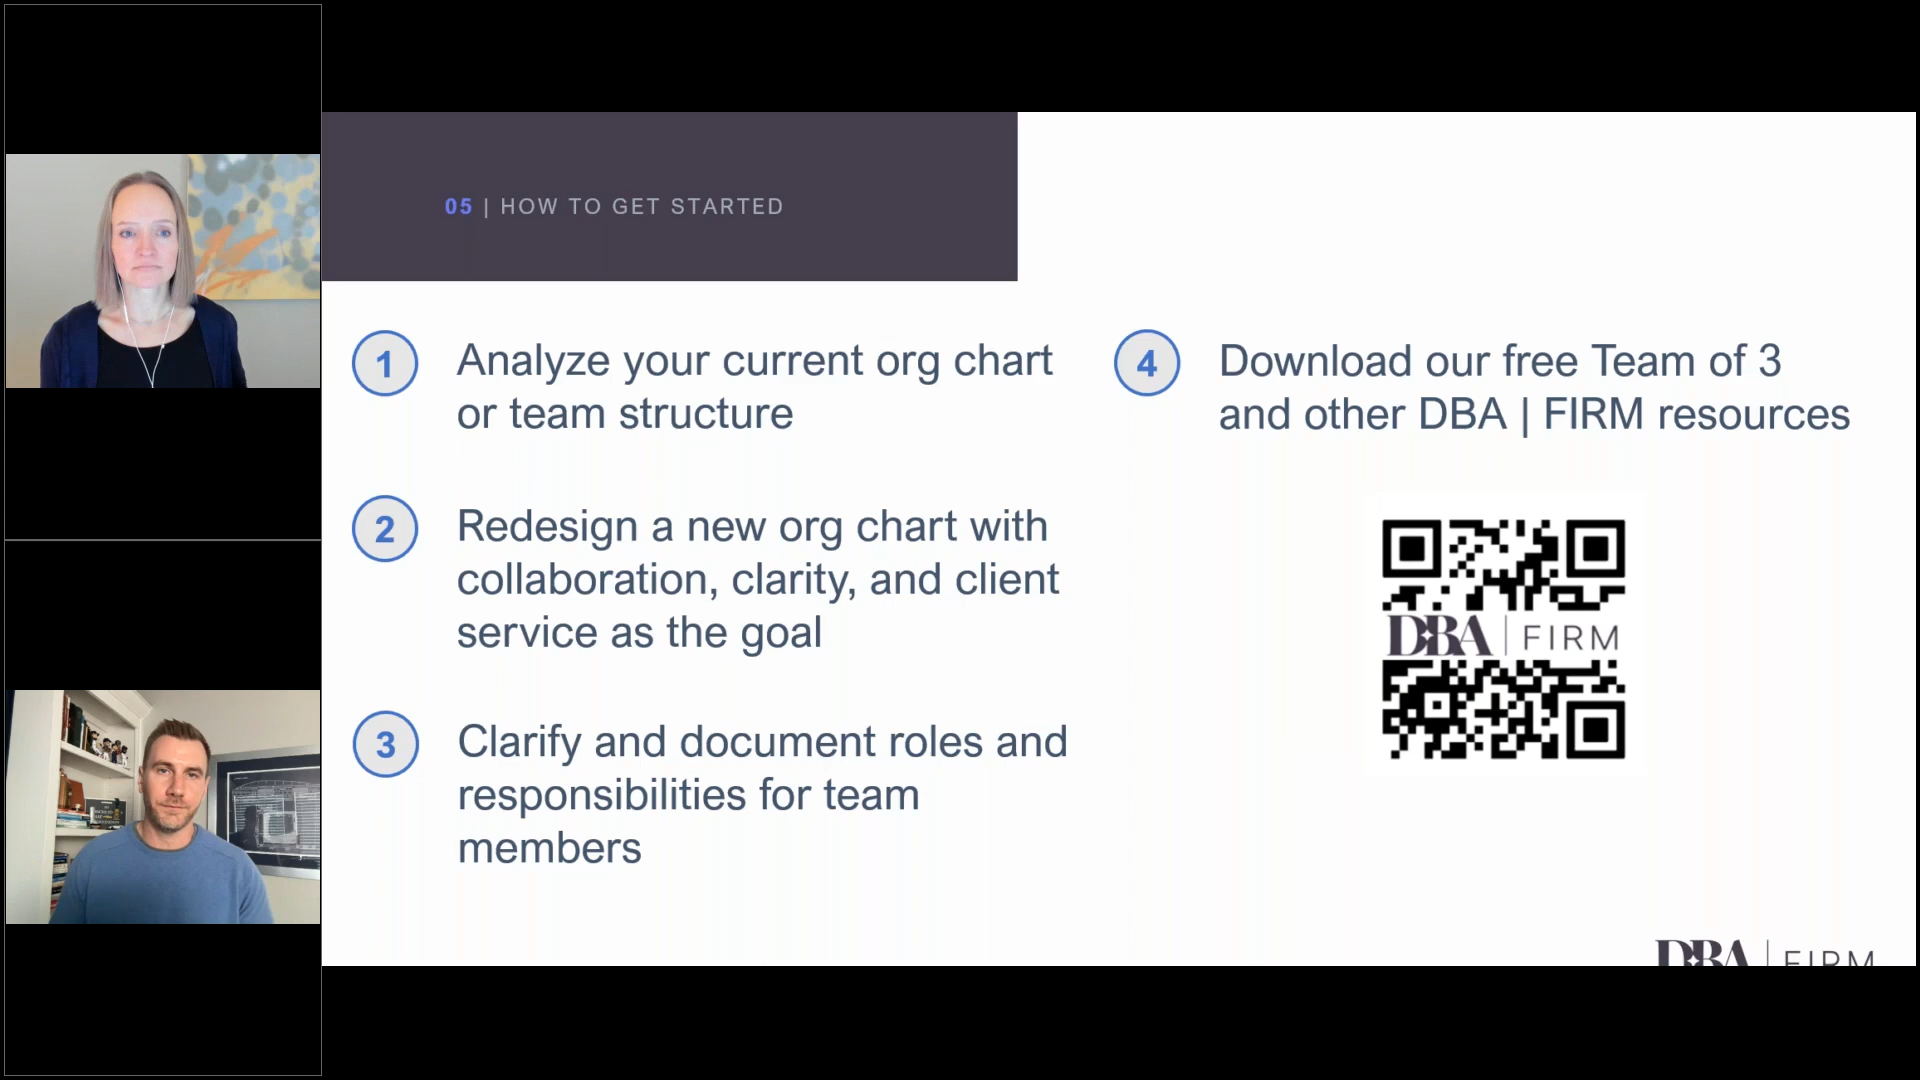 05 | HOW TO GET STARTED
1
Analyze your current org chart
or team structure
2
Redesign a new org chart with
collaboration, clarity, and client
service as the goal
3
Clarify and document roles and
responsibilities for team
members
4
Download our free Team of 3
and other DBA | FIRM resources
DBA | FIRM
DBA | FIRM